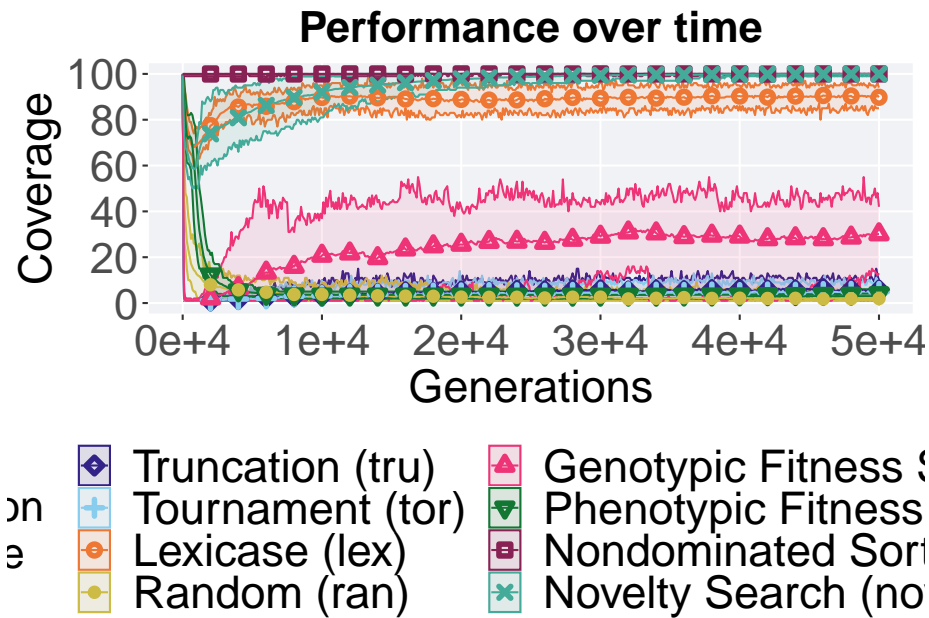 Performance over time
Coverage
100
80
60
40
20
0
0e+4 1e+4 2e+4 3e+4 4e+4 5e+4
Generations
Truncation (tru) Genotypic Fitness S
on Tournament (tor) Phenotypic Fitness
e Lexicase (lex) Nondominated Sort
Random (ran) Novelty Search (nov